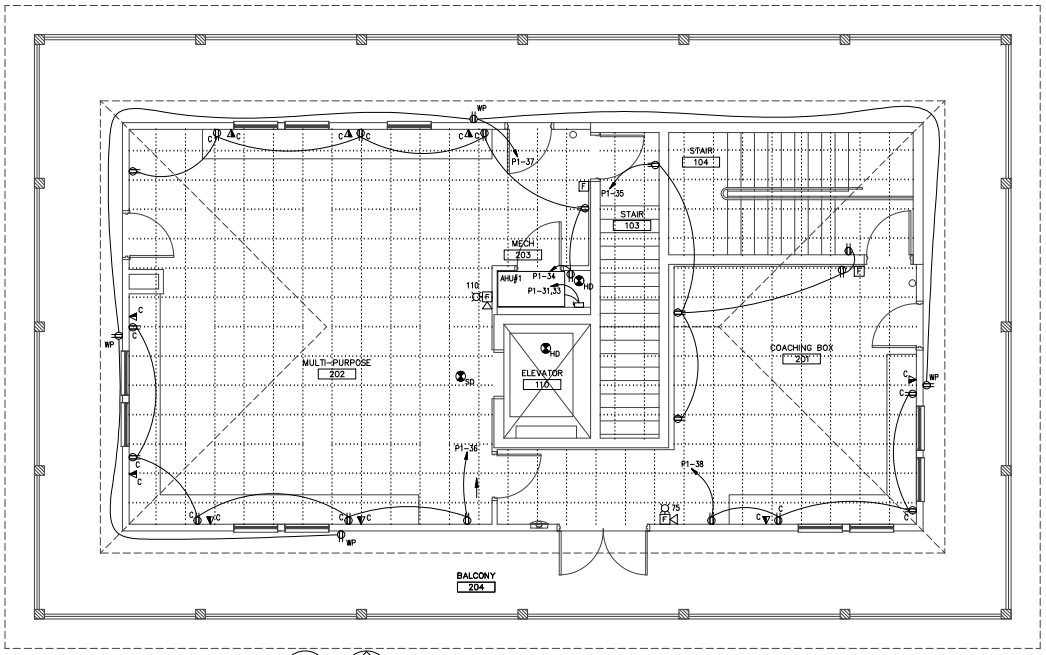 WP
C
C
C
C
C
P1-37
STAIR
104
F
P1-35
STAIR
103
MECH
203
AHU#1
P1-34
HD
P1-31,33
110
F
C
C
WP
HD
COACHING BOX
201
MULTI-PURPOSE
202
ELEVATOR
110
SD
C
WP
C
F
P1-36
P1-38
C
C
C
C
C
C
75
F
C
C
C
WP
BALCONY
204